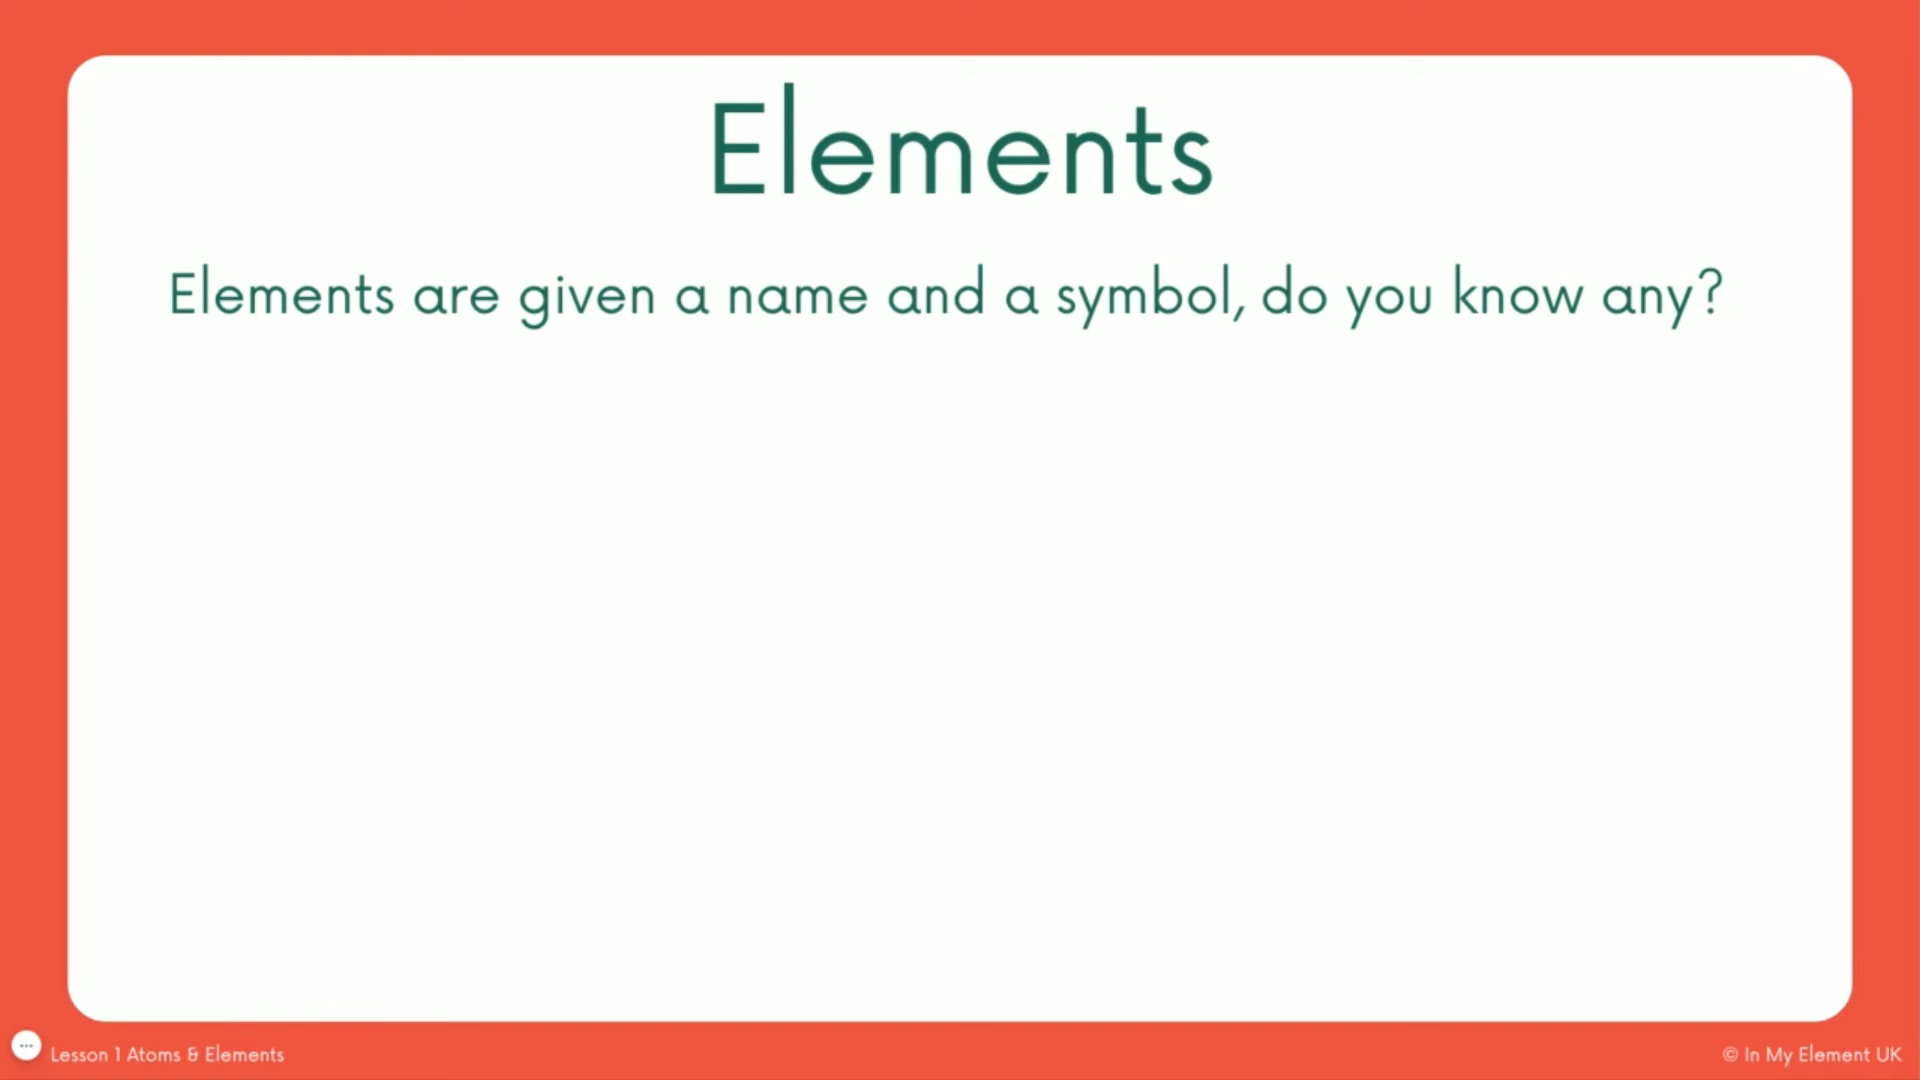 Elements
Elements are given a name and a symbol, do you know any?
Lesson 1 Atoms & Elements
© In My Element UK